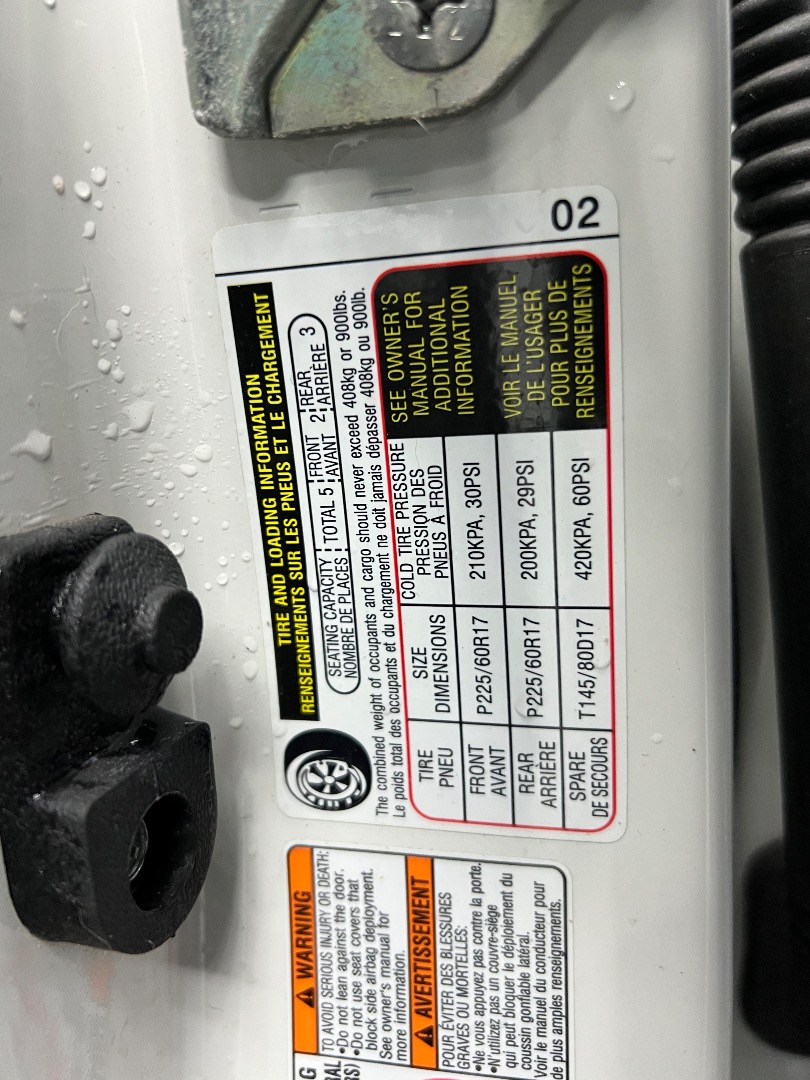 TIRE AND LOADING INFORMATION
RENSEIGNEMENTS SUR LES PNEUS ET LE CHARGEMENT
SEATING CAPACITY TOTAL 5 FRONT 2 REAR 3
NOMBRE DE PLACES AVANT ARRIÈRE
The combined weight of occupants and cargo should never exceed 408kg or 900lbs.
Le poids total des occupants et du chargement ne doit jamais dépasser 408kg ou 900lb.
TIRE SIZE COLD TIRE PRESSURE
PNEU DIMENSIONS PRESSION DES
PNEUS À FROID
FRONT P225/60R17 210KPA, 30PSI
AVANT
REAR P225/60R17 200KPA, 29PSI
ARRIÈRE
SPARE T145/80D17 420KPA, 60PSI
DE SECOURS
SEE OWNER'S
MANUAL FOR
ADDITIONAL
INFORMATION
VOIR LE MANUEL
DE L'USAGER
POUR PLUS DE
RENSEIGNEMENTS
02
WARNING
TO AVOID SERIOUS INJURY OR DEATH:
•Do not lean against the door.
•Do not use seat covers that
block side airbag deployment.
See owner's manual for
more information.
AVERTISSEMENT
POUR ÉVITER DES BLESSURES
GRAVES OU MORTELLES:
•Ne vous appuyez pas contre la porte.
•N'utilisez pas un couvre-siège
qui peut bloquer le déploiement du
coussin gonflable latéral.
Voir le manuel du conducteur pour
de plus amples renseignements.